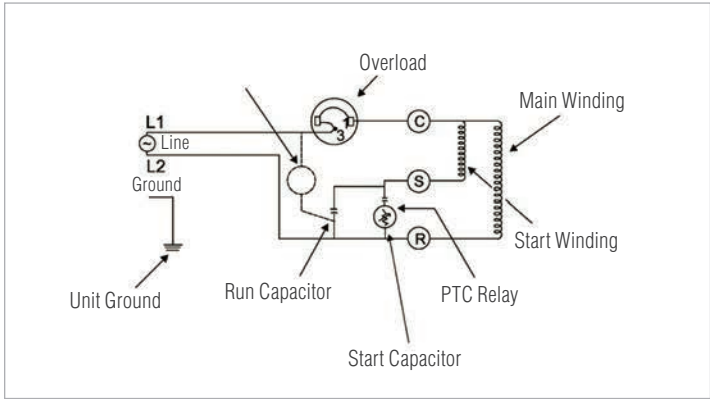 Overload
Main Winding
L1
Line
L2
Ground
1
3
C
S
R
Start Winding
Unit Ground
Run Capacitor
PTC Relay
Start Capacitor